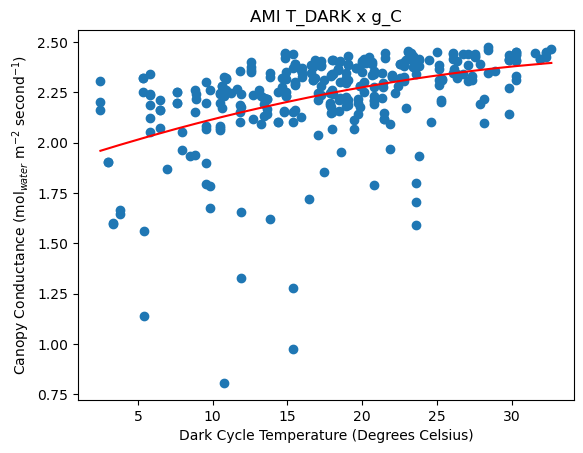 AMI T_DARK x g_C
Canopy Conductance (mol_water m⁻² second⁻¹)
2.50
2.25
2.00
1.75
1.50
1.25
1.00
0.75
5 10 15 20 25 30
Dark Cycle Temperature (Degrees Celsius)